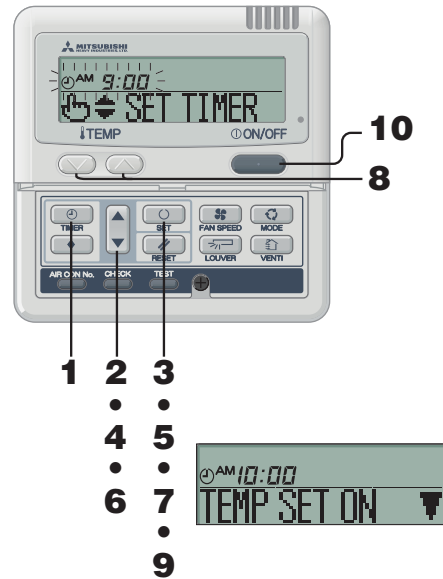 MITSUBISHI
HEAVY INDUSTRIES, LTD.
AM 9:00
SET TIMER
TEMP
ON/OFF
10
8
TIMER
SET
FAN SPEED
MODE
RESET
LOUVER
VENTI
AIR CON No.
CHECK
TEST
1
2
3
•
•
4
5
•
•
6
7
•
9
AM 10:00
TEMP SET ON ▼